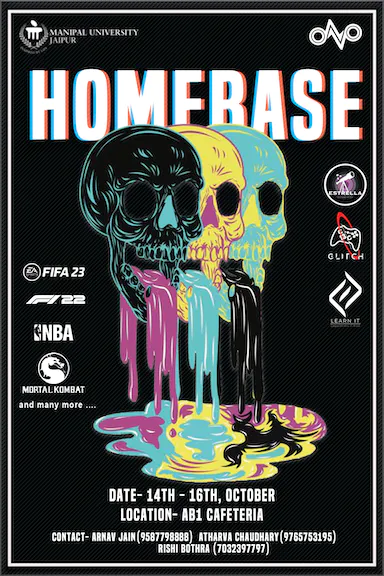 MANIPAL UNIVERSITY
JAIPUR
HOMEBASE
ESTRELLA
GLITCH
LEARN IT
EA FIFA 23
F1 22
NBA
MORTAL KOMBAT
and many more ....
DATE- 14TH - 16TH, OCTOBER
LOCATION- AB1 CAFETERIA
CONTACT- ARNAV JAIN(9587798888) ATHARVA CHAUDHARY(9765753195)
RISHI BOTHRA (7032397797)